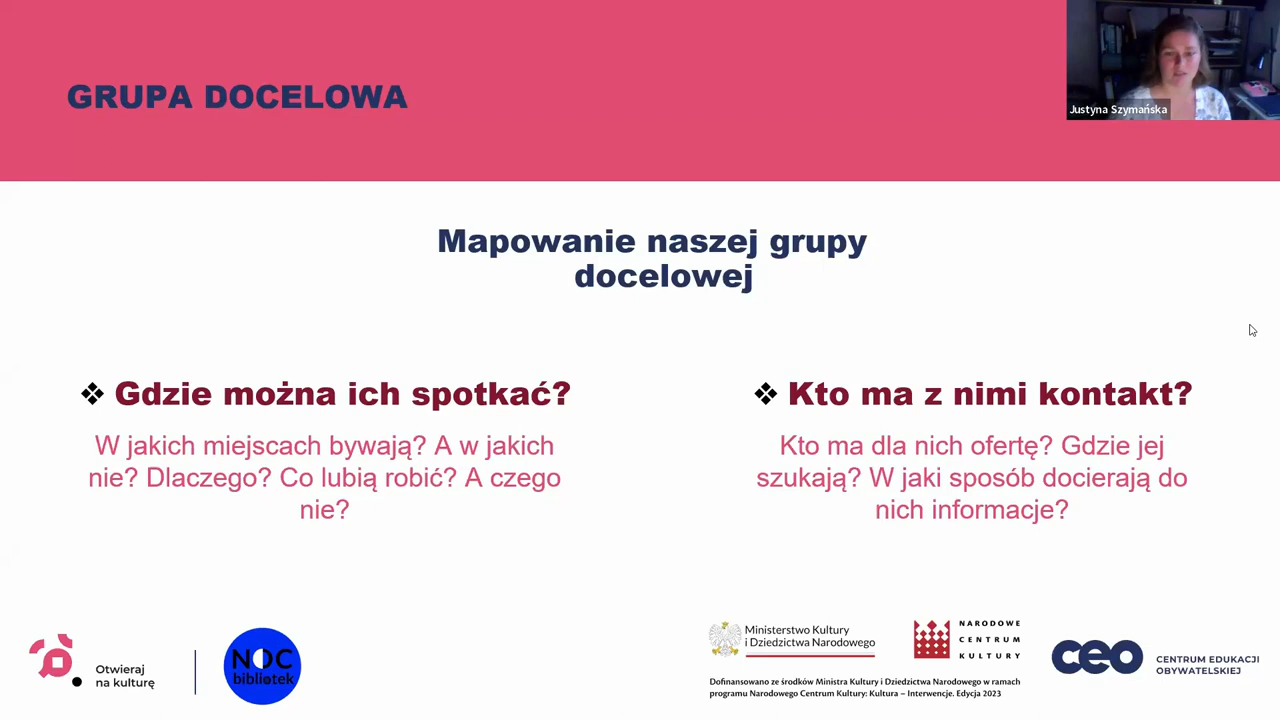 GRUPA DOCELOWA
Justyna Szymańska
Mapowanie naszej grupy
docelowej
❖ Gdzie można ich spotkać?
W jakich miejscach bywają? A w jakich
nie? Dlaczego? Co lubią robić? A czego
nie?
❖ Kto ma z nimi kontakt?
Kto ma dla nich ofertę? Gdzie jej
szukają? W jaki sposób docierają do
nich informacje?
Otwieraj
na kulturę
NOC
bibliotek
Ministerstwo Kultury
i Dziedzictwa Narodowego
NARODOWE
CENTRUM
KULTURY
Dofinansowano ze środków Ministra Kultury i Dziedzictwa Narodowego w ramach
programu Narodowego Centrum Kultury: Kultura – Interwencje. Edycja 2023
ceo
CENTRUM EDUKACJI
OBYWATELSKIEJ